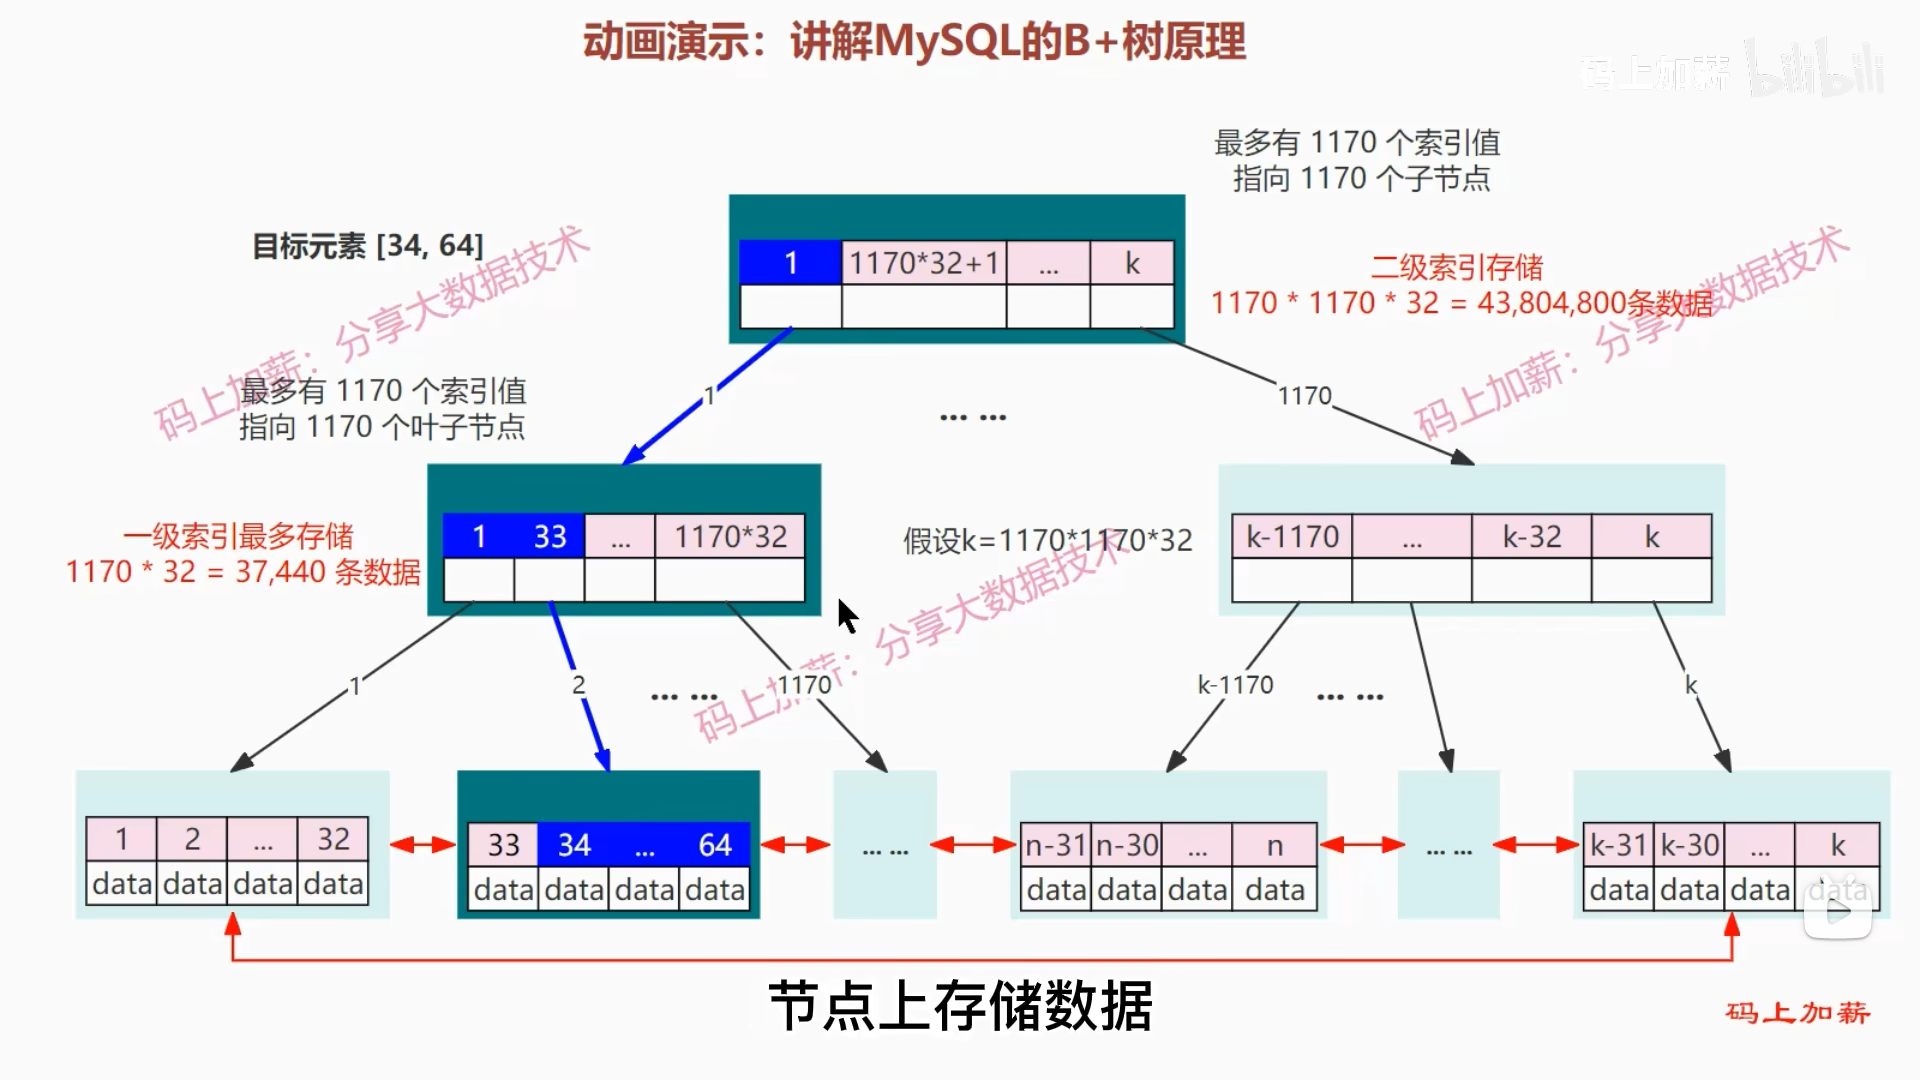 动画演示：讲解MySQL的B+树原理
码上加薪 bilibili
最多有 1170 个索引值
指向 1170 个子节点
目标元素 [34, 64]
1 1170*32+1 ... k
二级索引存储
1170 * 1170 * 32 = 43,804,800条数据
码上加薪：分享大数据技术
码上加薪：分享大数据技术
最多有 1170 个索引值
指向 1170 个叶子节点
1 ... ... 1170
一级索引最多存储
1170 * 32 = 37,440 条数据
1 33 ... 1170*32
假设k=1170*1170*32
k-1170 ... k-32 k
码上加薪：分享大数据技术
1 2 ... ... 1170 k-1170 ... ... k
1 2 ... 32
data data data data
33 34 ... 64
data data data data
... ...
n-31 n-30 ... n
data data data data
... ...
k-31 k-30 ... k
data data data data
节点上存储数据
码上加薪